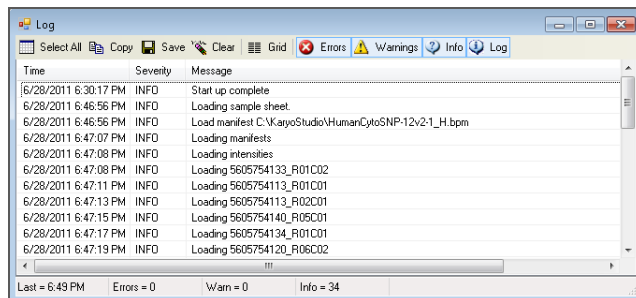 Log
Select All Copy Save Clear Grid Errors Warnings Info Log
Time Severity Message
6/28/2011 6:30:17 PM INFO Start up complete
6/28/2011 6:46:56 PM INFO Loading sample sheet.
6/28/2011 6:46:56 PM INFO Load manifest C:\KaryoStudio\HumanCytoSNP-12v2-1_H.bpm
6/28/2011 6:47:07 PM INFO Loading manifests
6/28/2011 6:47:08 PM INFO Loading intensities
6/28/2011 6:47:08 PM INFO Loading 5605754133_R01C02
6/28/2011 6:47:11 PM INFO Loading 5605754113_R01C01
6/28/2011 6:47:13 PM INFO Loading 5605754113_R02C01
6/28/2011 6:47:15 PM INFO Loading 5605754140_R05C01
6/28/2011 6:47:17 PM INFO Loading 5605754134_R01C01
6/28/2011 6:47:19 PM INFO Loading 5605754120_R06C02
Last = 6:49 PM Errors = 0 Warn = 0 Info = 34